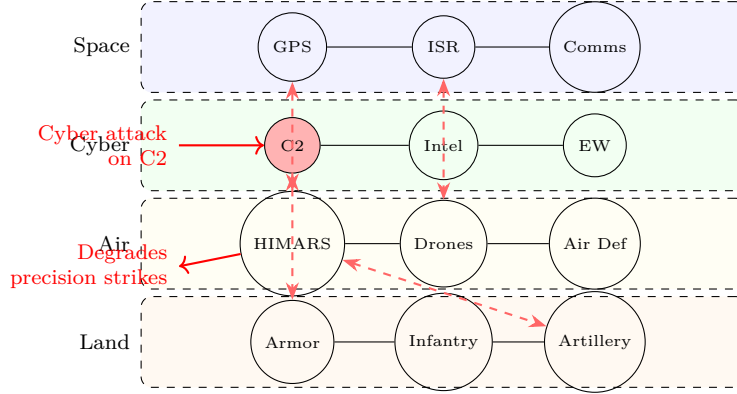 Space
GPS
ISR
Comms
Cyber attack
on C2
Cyber
C2
Intel
EW
Air
Degrades
precision strikes
HIMARS
Drones
Air Def
Land
Armor
Infantry
Artillery